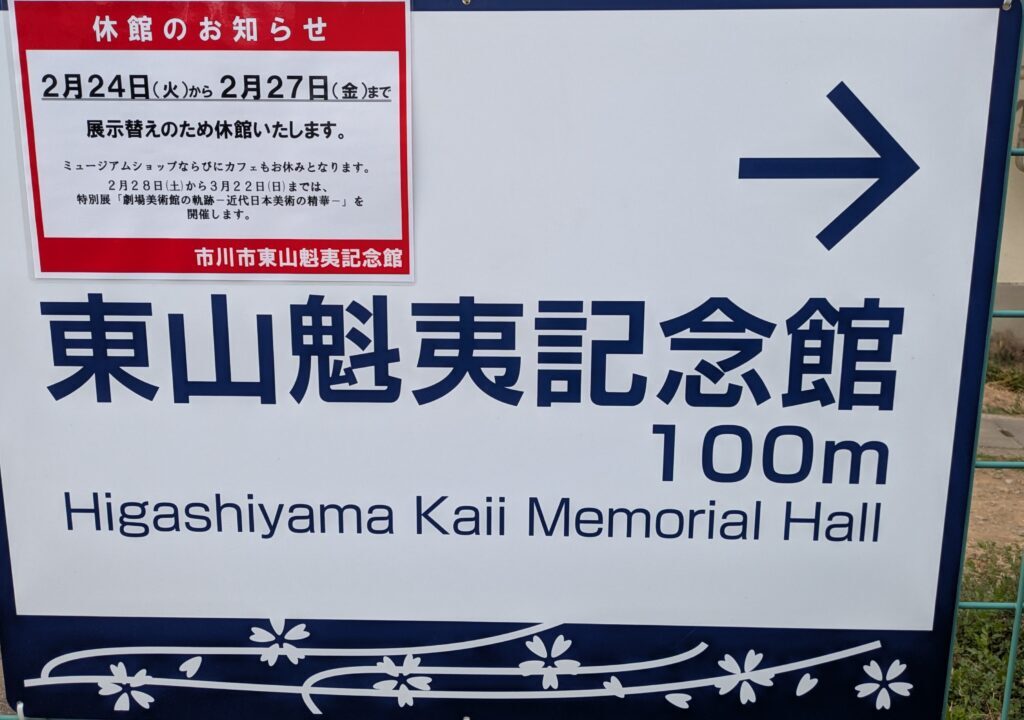 休館のお知らせ
2月24日(火)から2月27日(金)まで
展示替えのため休館いたします。
ミュージアムショップならびにカフェもお休みとなります。
2月28日(土)から3月22日(日)までは、
特別展「劇場美術館の軌跡－近代日本美術の精華－」を
開催します。
市川市東山魁夷記念館
東山魁夷記念館
100m
Higashiyama Kaii Memorial Hall